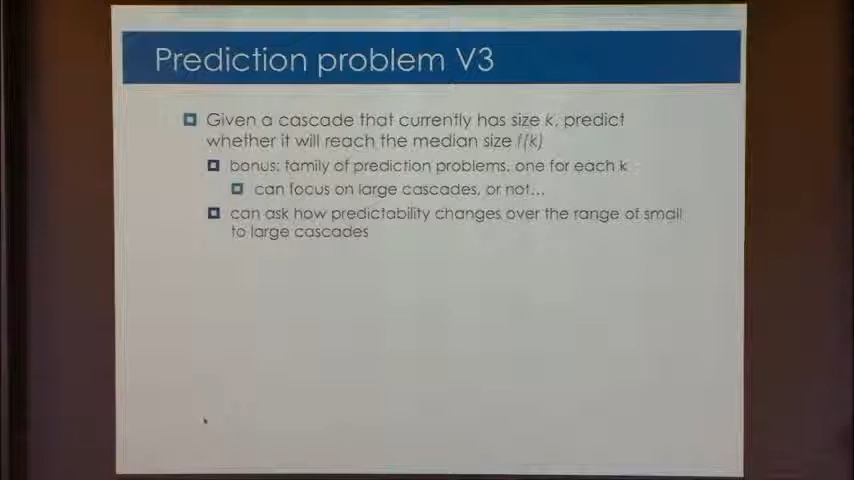 Prediction problem V3
Given a cascade that currently has size k, predict
whether it will reach the median size f(k)
bonus: family of prediction problems, one for each k
can focus on large cascades, or not...
can ask how predictability changes over the range of small
to large cascades